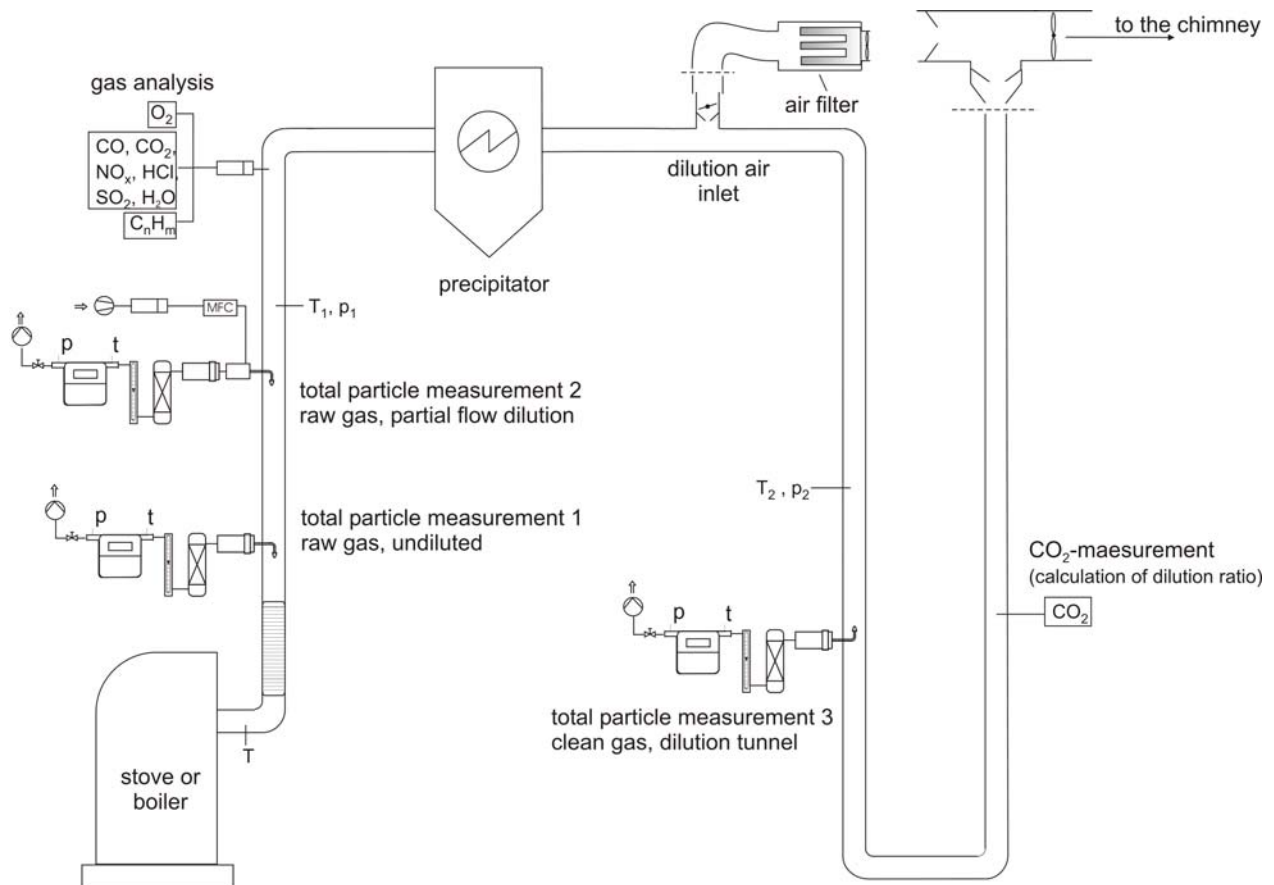 to the chimney
gas analysis
O₂
CO, CO₂,
NOₓ, HCl,
SO₂, H₂O
CₙHₘ
air filter
dilution air
inlet
precipitator
MFC
T₁, p₁
p
t
total particle measurement 2
raw gas, partial flow dilution
T₂ , p₂
p
t
total particle measurement 1
raw gas, undiluted
CO₂-maesurement
(calculation of dilution ratio)
CO₂
p
t
total particle measurement 3
clean gas, dilution tunnel
T
stove or
boiler